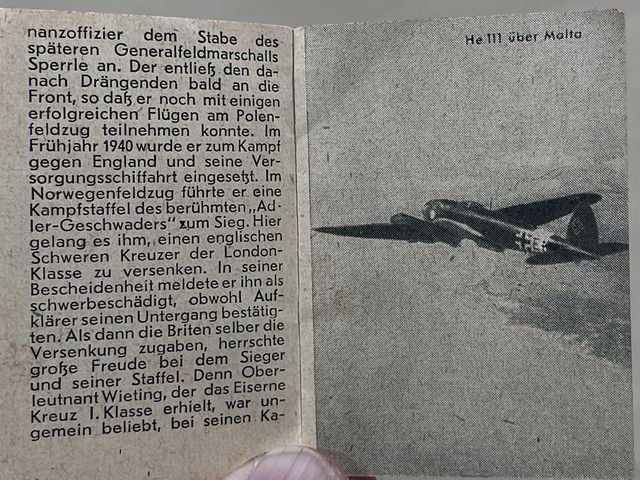 nanzoffizier dem Stabe des
späteren Generalfeldmarschalls
Sperrle an. Der entließ den da-
nach Drängenden bald an die
Front, so daß er noch mit einigen
erfolgreichen Flügen am Polen-
feldzug teilnehmen konnte. Im
Frühjahr 1940 wurde er zum Kampf
gegen England und seine Ver-
sorgungsschiffahrt eingesetzt. Im
Norwegenfeldzug führte er eine
Kampfstaffel des berühmten „Ad-
ler-Geschwaders" zum Sieg. Hier
gelang es ihm, einen englischen
Schweren Kreuzer der London-
Klasse zu versenken. In seiner
Bescheidenheit meldete er ihn als
schwerbeschädigt, obwohl Auf-
klärer seinen Untergang bestätig-
ten. Als dann die Briten selber die
Versenkung zugaben, herrschte
große Freude bei dem Sieger
und seiner Staffel. Denn Ober-
leutnant Wieting, der das Eiserne
Kreuz I. Klasse erhielt, war un-
gemein beliebt, bei seinen Ka-
He 111 über Malta